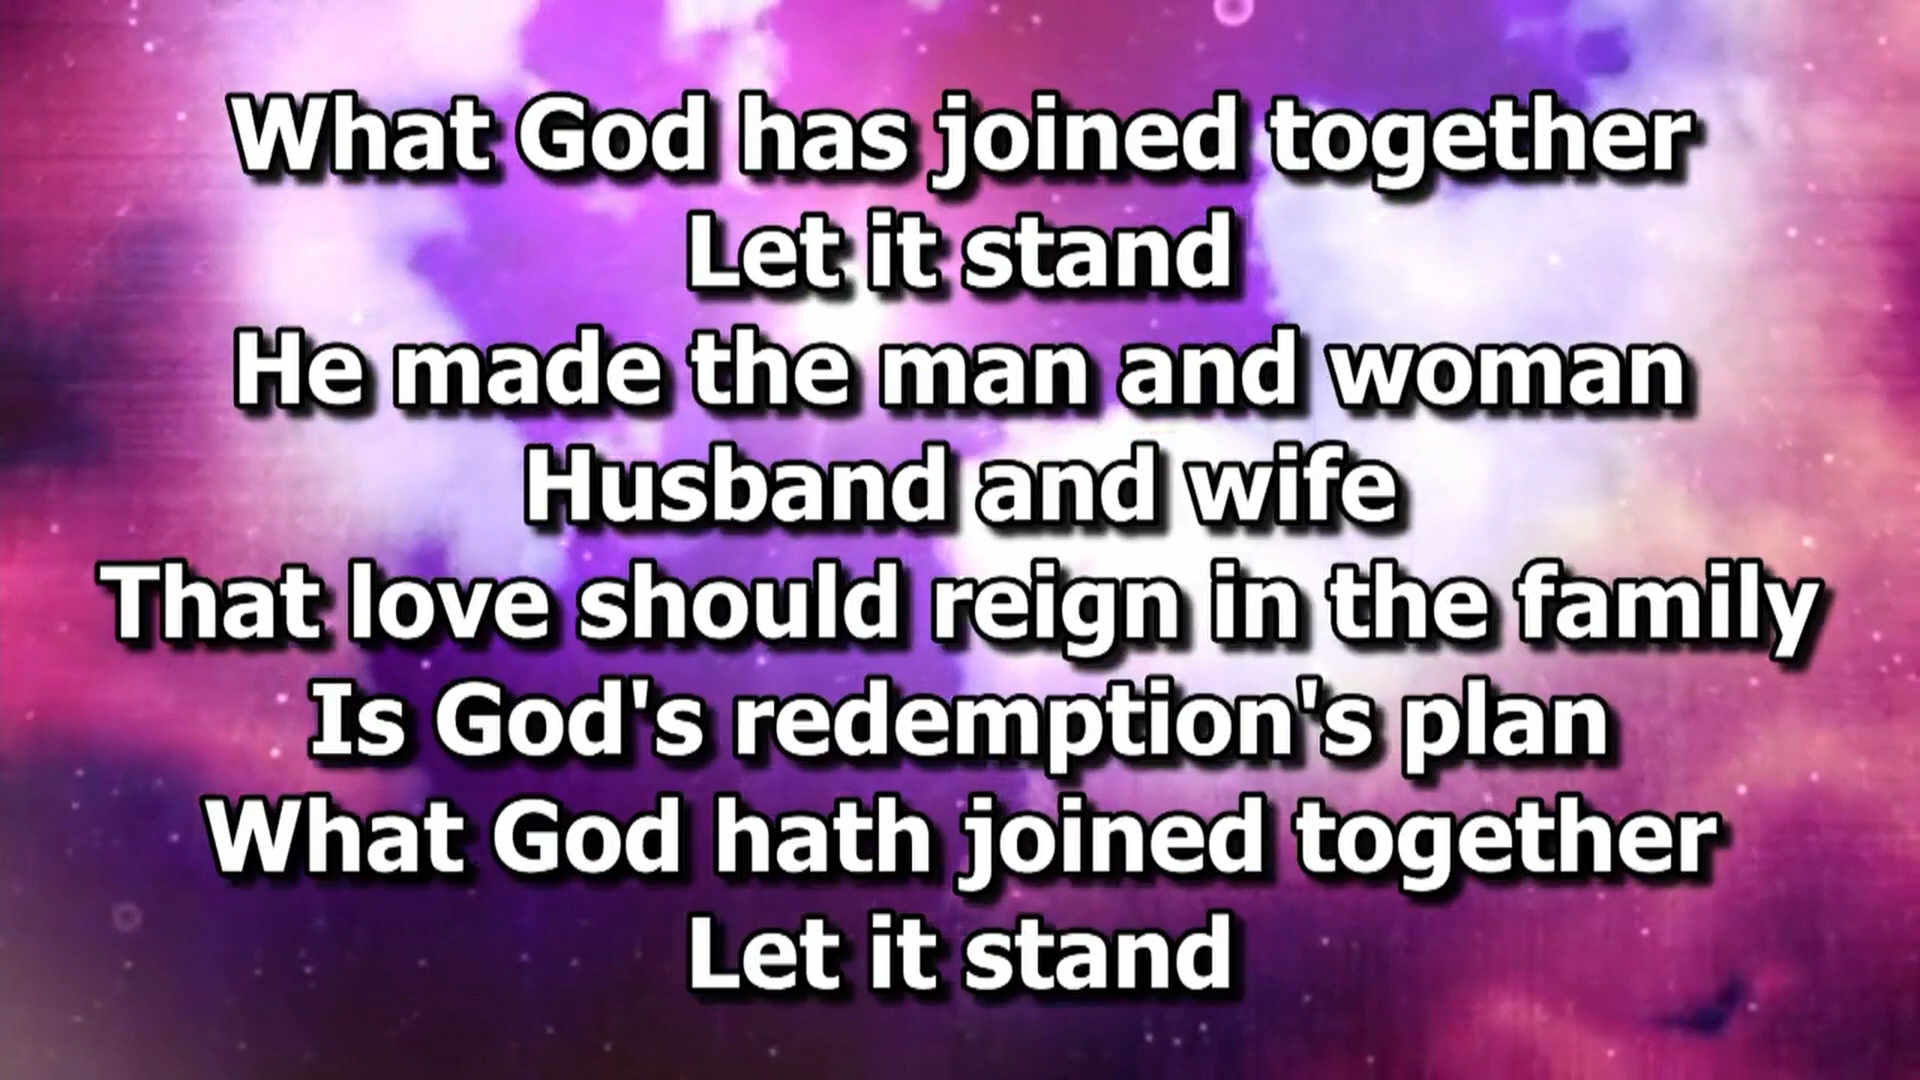 What God has joined together
Let it stand
He made the man and woman
Husband and wife
That love should reign in the family
Is God's redemption's plan
What God hath joined together
Let it stand